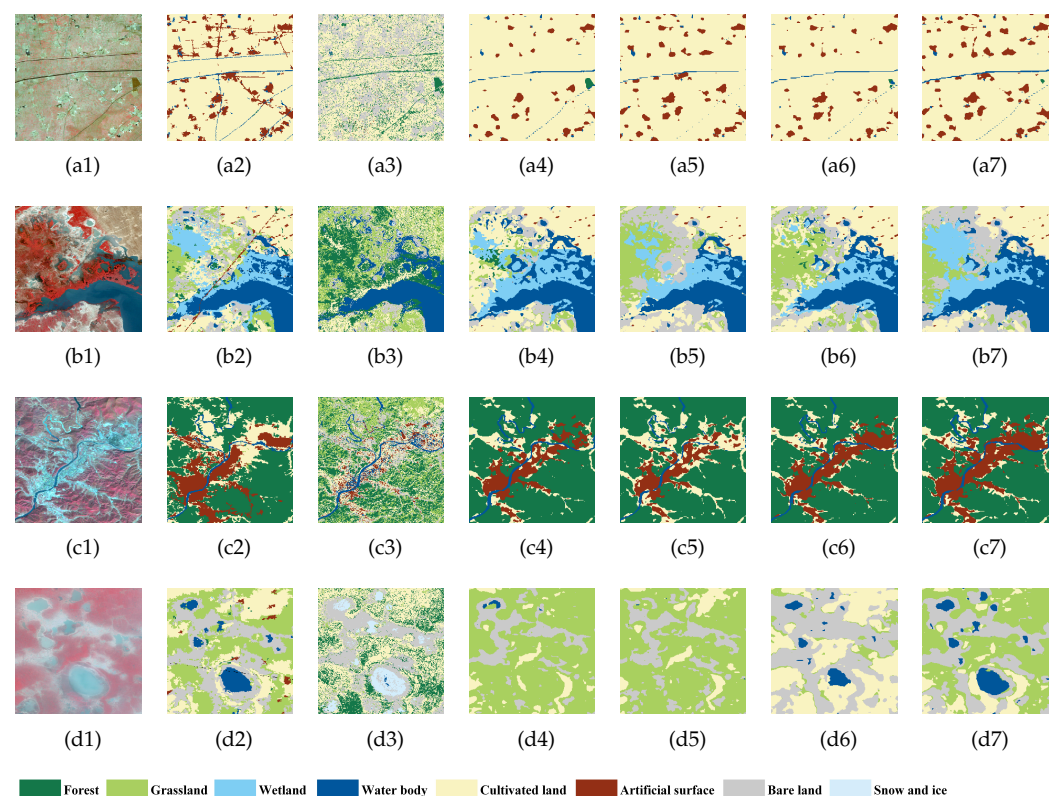 (a1) (a2) (a3) (a4) (a5) (a6) (a7)
(b1) (b2) (b3) (b4) (b5) (b6) (b7)
(c1) (c2) (c3) (c4) (c5) (c6) (c7)
(d1) (d2) (d3) (d4) (d5) (d6) (d7)
Forest Grassland Wetland Water body Cultivated land Artificial surface Bare land Snow and ice